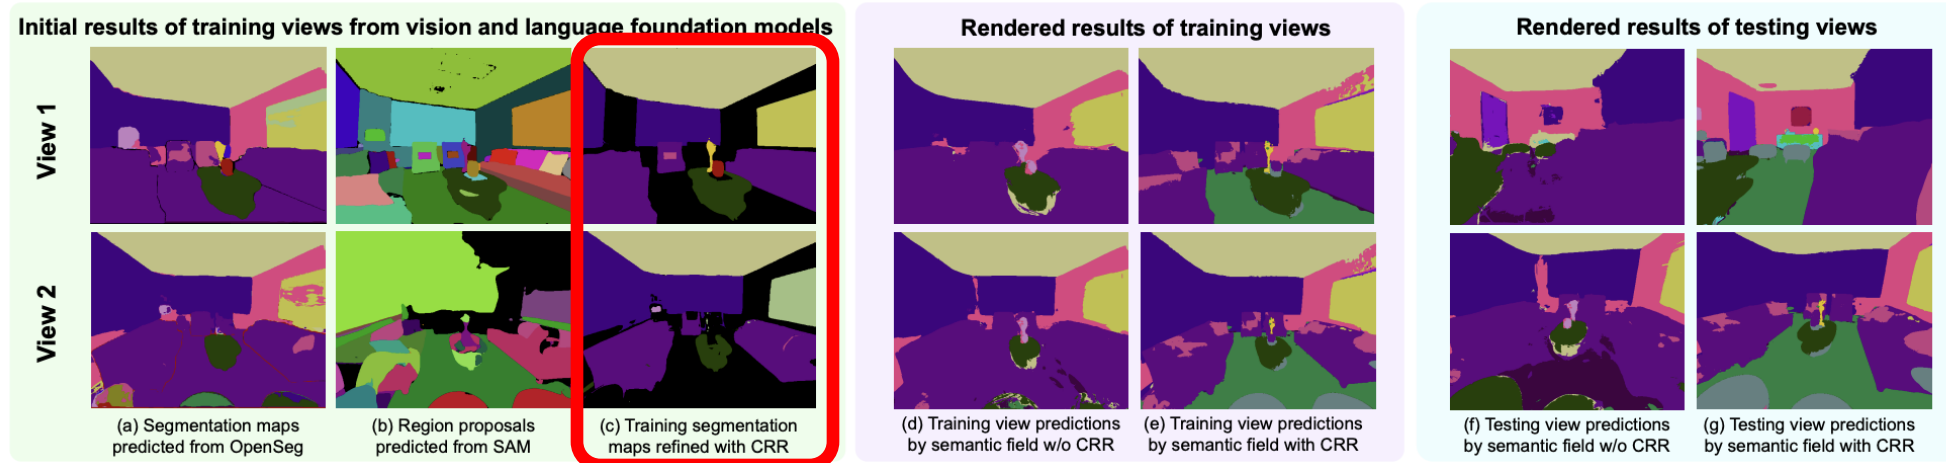 Initial results of training views from vision and language foundation models
Rendered results of training views
Rendered results of testing views
View 1
View 2
(a) Segmentation maps
predicted from OpenSeg
(b) Region proposals
predicted from SAM
(c) Training segmentation
maps refined with CRR
(d) Training view predictions
by semantic field w/o CRR
(e) Training view predictions
by semantic field with CRR
(f) Testing view predictions
by semantic field w/o CRR
(g) Testing view predictions
by semantic field with CRR